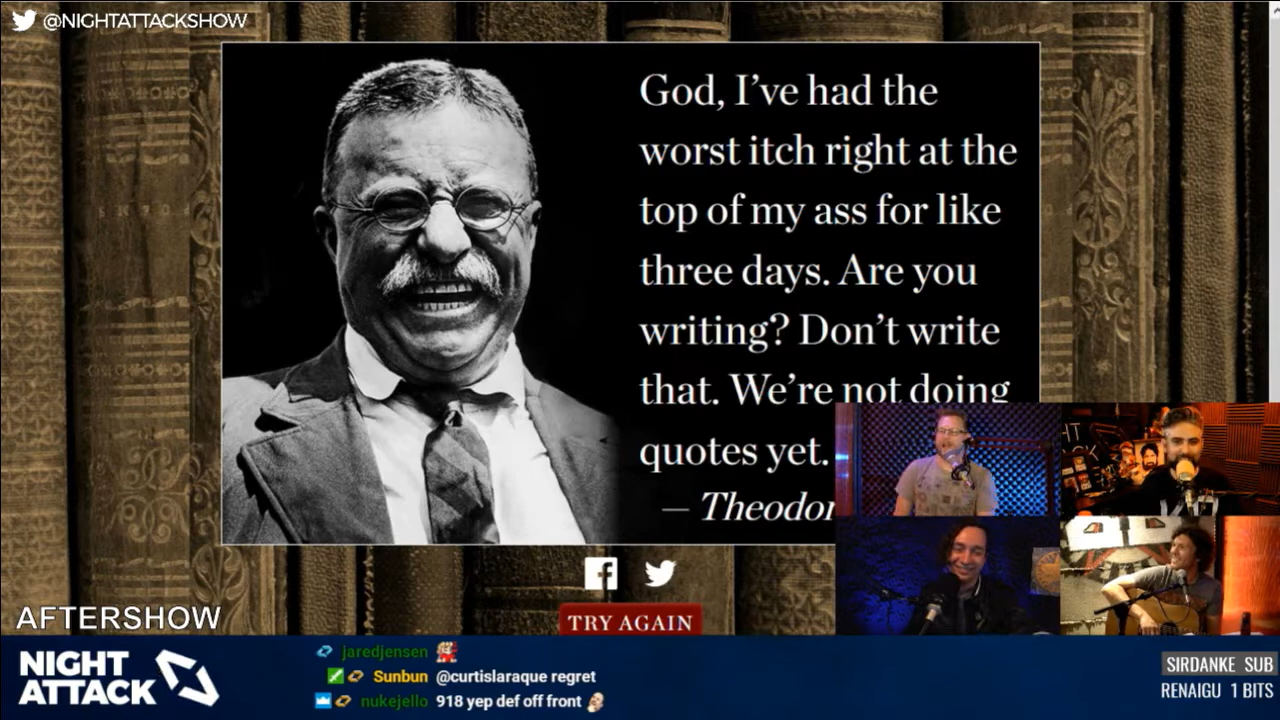 @NIGHTATTACKSHOW
God, I’ve had the
worst itch right at the
top of my ass for like
three days. Are you
writing? Don’t write
that. We’re not doing
quotes yet.
— Theodor
TRY AGAIN
AFTERSHOW
NIGHT
ATTACK
jaredjensen
Sunbun @curtislaraque regret
nukejello 918 yep def off front
SIRDANKE SUB
RENAIGU 1 BITS